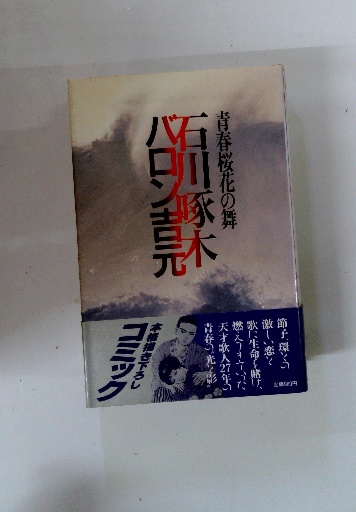 青春桜花の舞
石川啄木
バロン吉元
節子・環との
激しい恋と
歌に生命を賭け、
燃えつきていった
天才歌人27年の
青春の光と影
本格描き下ろし
コミック